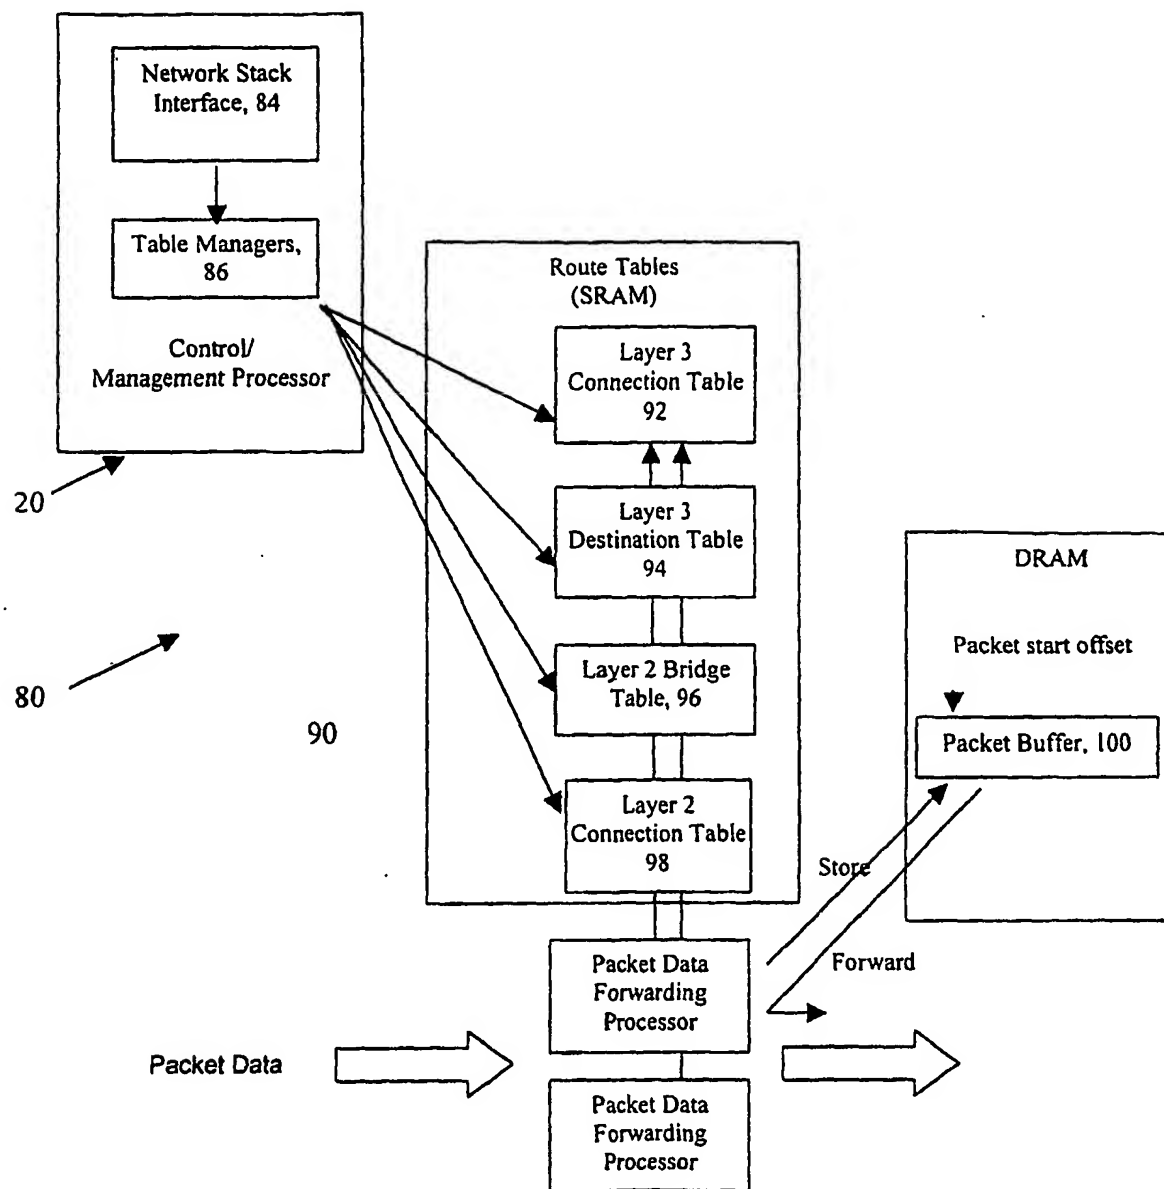 Network Stack
Interface, 84
Table Managers,
86
Control/
Management Processor
20
80
90
Route Tables
(SRAM)
Layer 3
Connection Table
92
Layer 3
Destination Table
94
Layer 2 Bridge
Table, 96
Layer 2
Connection Table
98
DRAM
Packet start offset
Packet Buffer, 100
Store
Forward
Packet Data
Forwarding
Processor
Packet Data
Packet Data
Forwarding
Processor